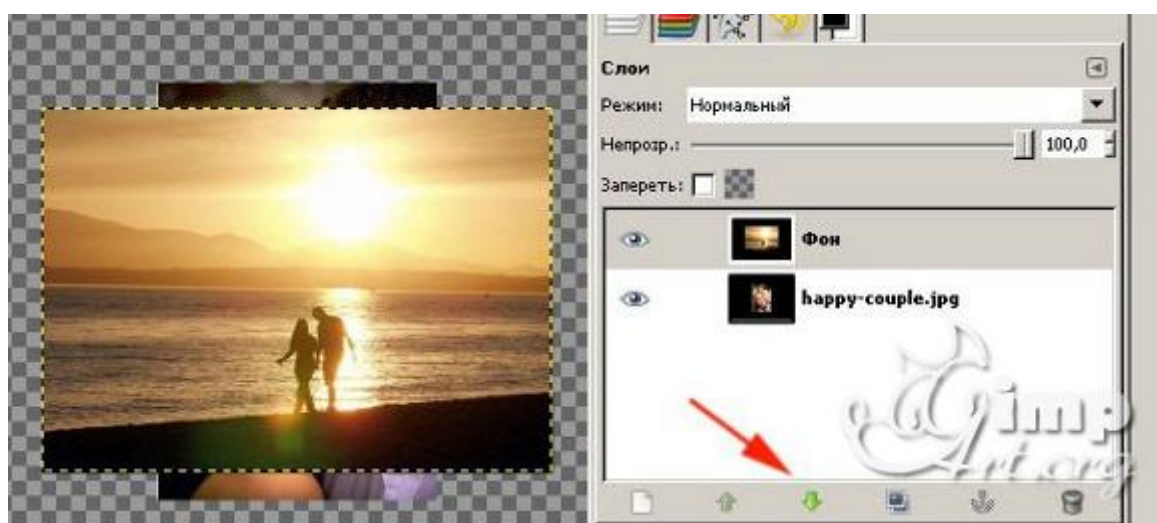 Слои
Режим: Нормальный
Непрозр.: 100,0
Запереть:
Фон
happy-couple.jpg
Gimp
Art.org